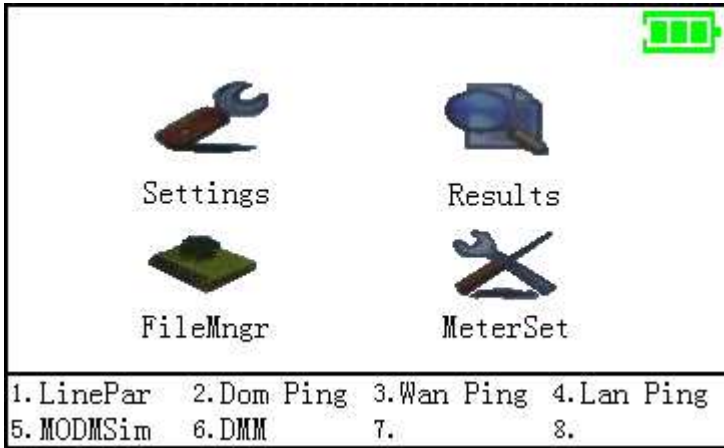 Settings Results
FileMngr MeterSet
1.LinePar 2.Dom Ping 3.Wan Ping 4.Lan Ping
5.MODMSim 6.DMM 7. 8.